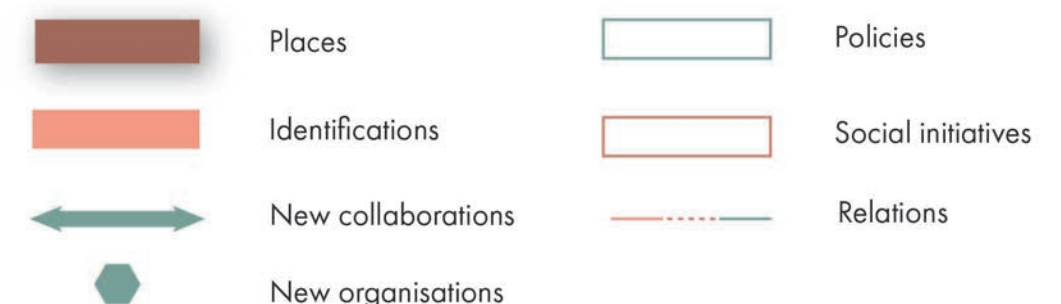 Places
Identifications
New collaborations
New organisations
Policies
Social initiatives
Relations